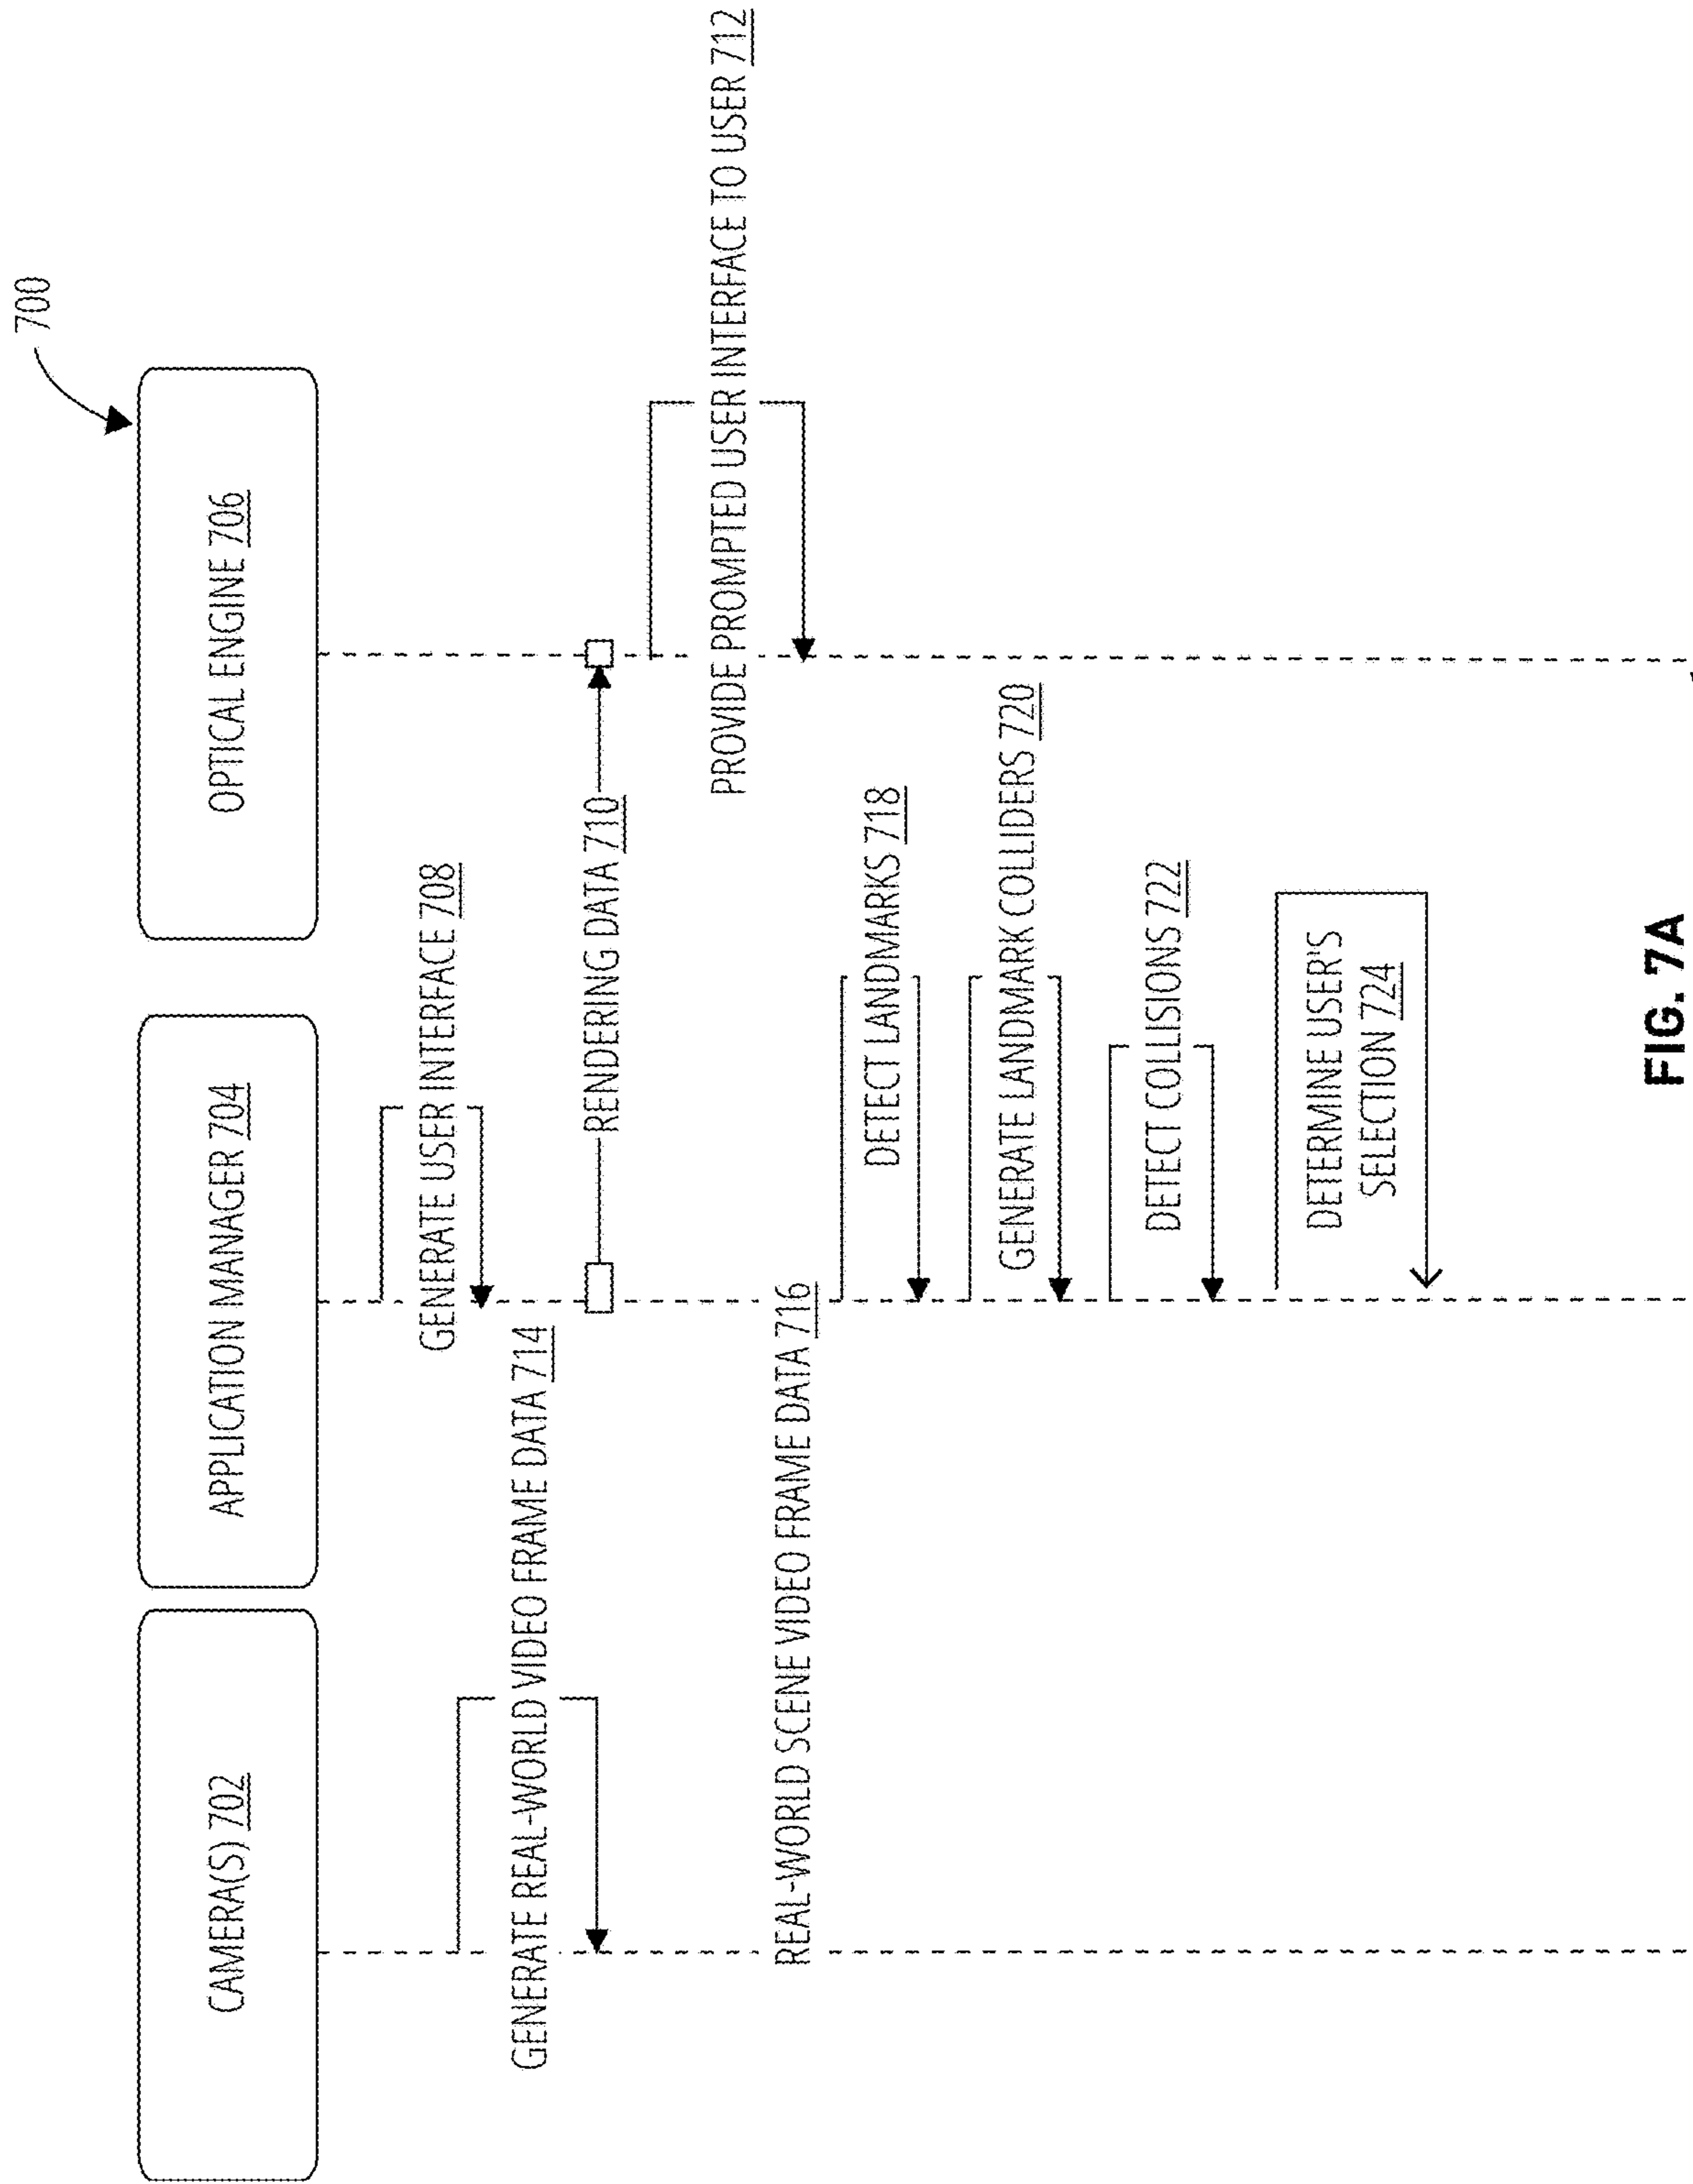 700
CAMERA(S) 702
APPLICATION MANAGER 704
OPTICAL ENGINE 706
GENERATE USER INTERFACE 708
GENERATE REAL-WORLD VIDEO FRAME DATA 714
RENDERING DATA 710
PROVIDE PROMPTED USER INTERFACE TO USER 712
REAL-WORLD SCENE VIDEO FRAME DATA 716
DETECT LANDMARKS 718
GENERATE LANDMARK COLLIDERS 720
DETECT COLLISIONS 722
DETERMINE USER'S
SELECTION 724
FIG. 7A